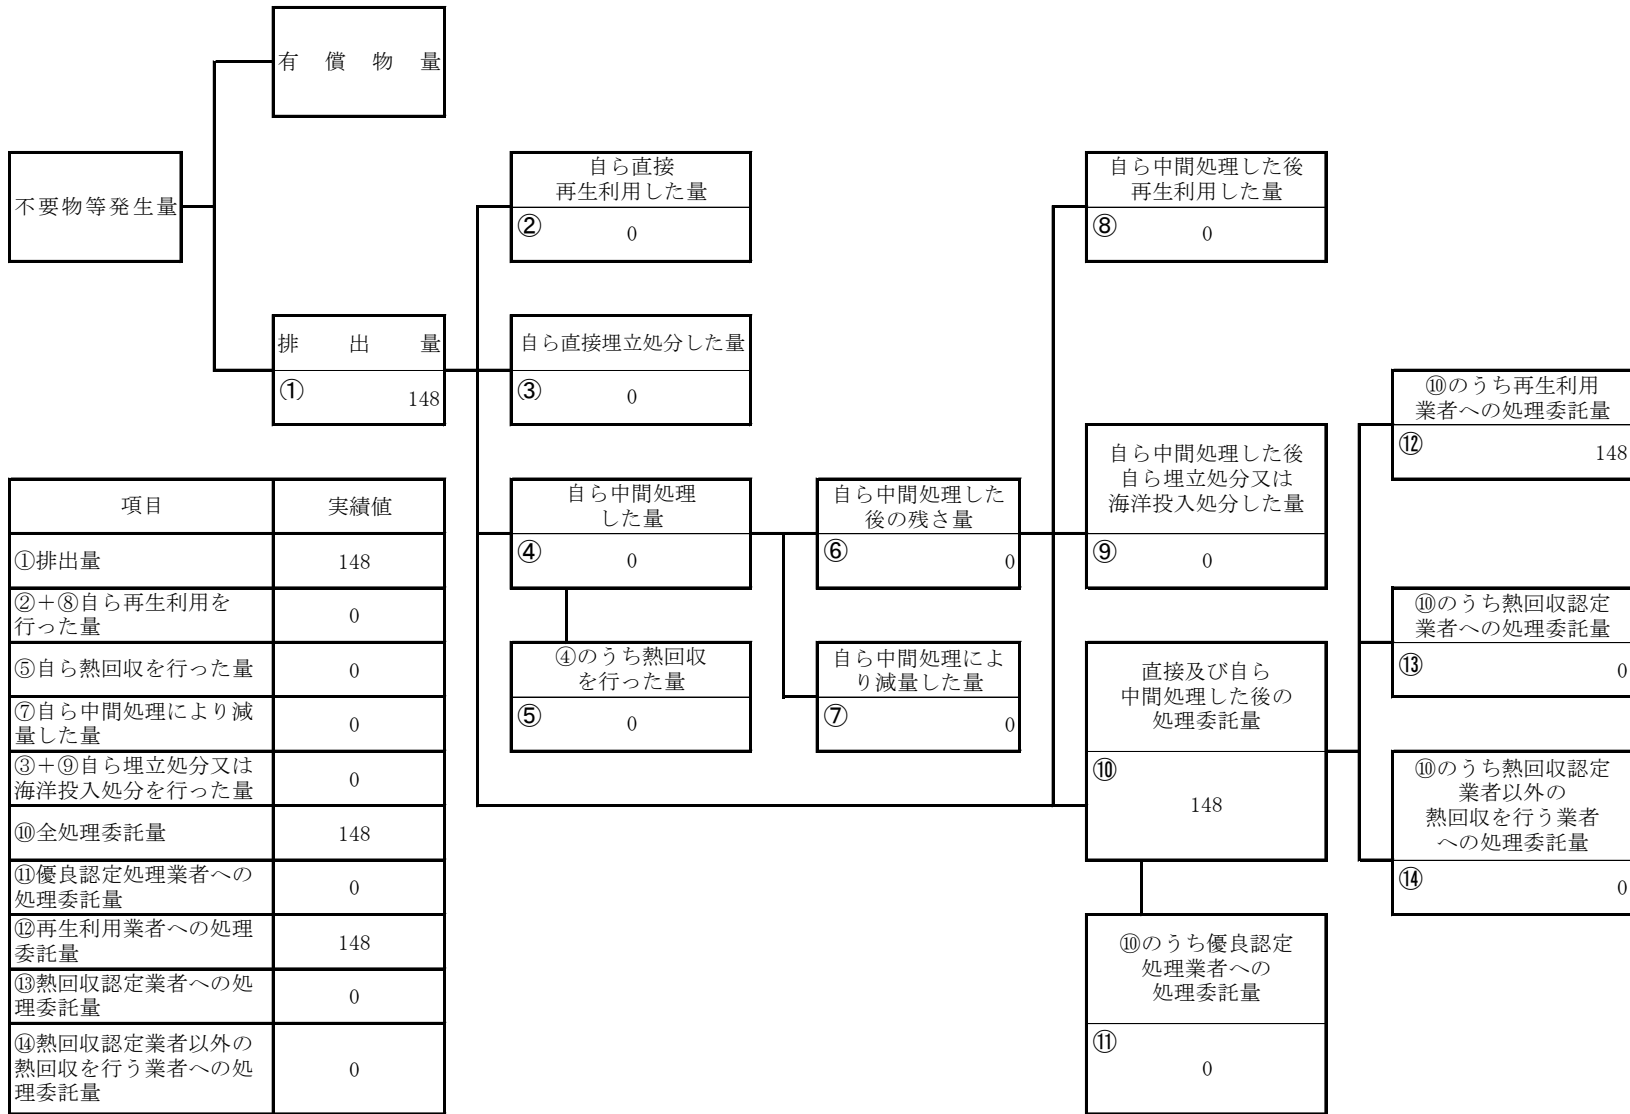 有償物量
不要物等発生量
排出量
① 148
自ら直接
再生利用した量
② 0
自ら直接埋立処分した量
③ 0
自ら中間処理
した量
④ 0
④のうち熱回収
を行った量
⑤ 0
自ら中間処理した
後の残さ量
⑥ 0
自ら中間処理によ
り減量した量
⑦ 0
自ら中間処理した後
再生利用した量
⑧ 0
自ら中間処理した後
自ら埋立処分又は
海洋投入処分した量
⑨ 0
直接及び自ら
中間処理した後の
処理委託量
⑩
148
⑩のうち優良認定
処理業者への
処理委託量
⑪
0
⑩のうち再生利用
業者への処理委託量
⑫ 148
⑩のうち熱回収認定
業者への処理委託量
⑬ 0
⑩のうち熱回収認定
業者以外の
熱回収を行う業者
への処理委託量
⑭ 0
項目 実績値
①排出量 148
②+⑧自ら再生利用を
行った量 0
⑤自ら熱回収を行った量 0
⑦自ら中間処理により減
量した量 0
③+⑨自ら埋立処分又は
海洋投入処分を行った量 0
⑩全処理委託量 148
⑪優良認定処理業者への
処理委託量 0
⑫再生利用業者への処理
委託量 148
⑬熱回収認定業者への処
理委託量 0
⑭熱回収認定業者以外の
熱回収を行う業者への処
理委託量 0